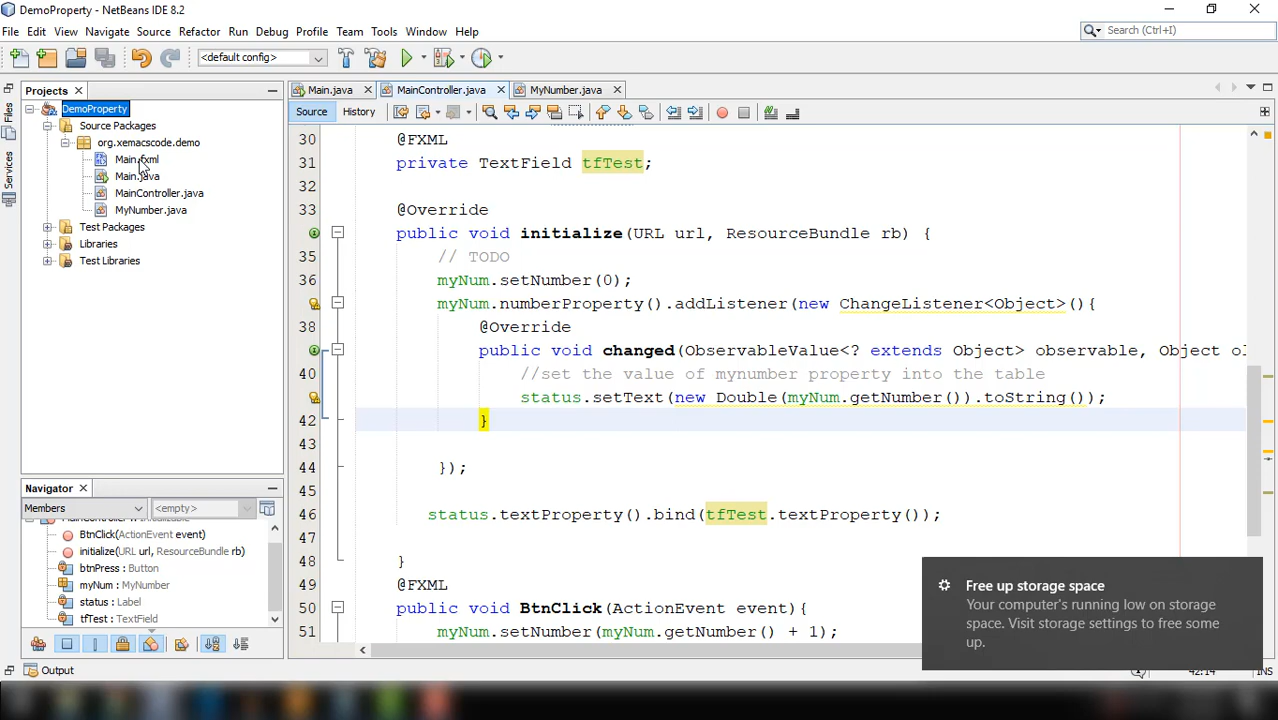 DemoProperty - NetBeans IDE 8.2
File Edit View Navigate Source Refactor Run Debug Profile Team Tools Window Help
Search (Ctrl+I)
<default config>
Projects
Main.java
MainController.java
MyNumber.java
Files
Services
DemoProperty
Source Packages
org.xemacscode.demo
Main.fxml
Main.java
MainController.java
MyNumber.java
Test Packages
Libraries
Test Libraries
Source History
30 @FXML
31 private TextField tfTest;
32
33 @Override
public void initialize(URL url, ResourceBundle rb) {
35 // TODO
36 myNum.setNumber(0);
myNum.numberProperty().addListener(new ChangeListener<Object>(){
38 @Override
public void changed(ObservableValue<? extends Object> observable, Object ol
40 //set the value of mynumber property into the table
status.setText(new Double(myNum.getNumber()).toString());
42 }
43
44 });
45
46 status.textProperty().bind(tfTest.textProperty());
47
48 }
49 @FXML
50 public void BtnClick(ActionEvent event){
51 myNum.setNumber(myNum.getNumber() + 1);
Navigator
Members
<empty>
BtnClick(ActionEvent event)
initialize(URL url, ResourceBundle rb)
btnPress : Button
myNum : MyNumber
status : Label
tfTest : TextField
Free up storage space
Your computer's running low on storage
space. Visit storage settings to free some
up.
Output
42:14
INS